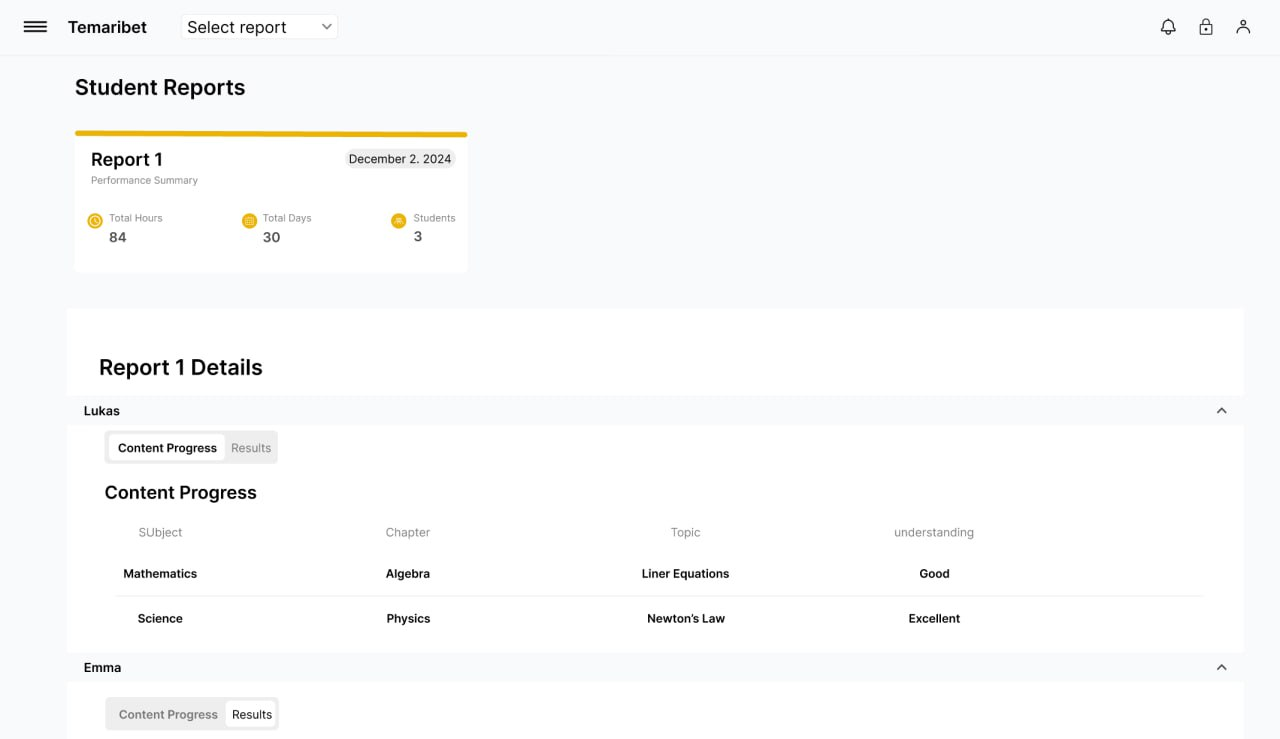 Temaribet Select report
Student Reports
Report 1 December 2. 2024
Performance Summary
Total Hours Total Days Students
84 30 3
Report 1 Details
Lukas
Content Progress Results
Content Progress
SUbject Chapter Topic understanding
Mathematics Algebra Liner Equations Good
Science Physics Newton's Law Excellent
Emma
Content Progress Results